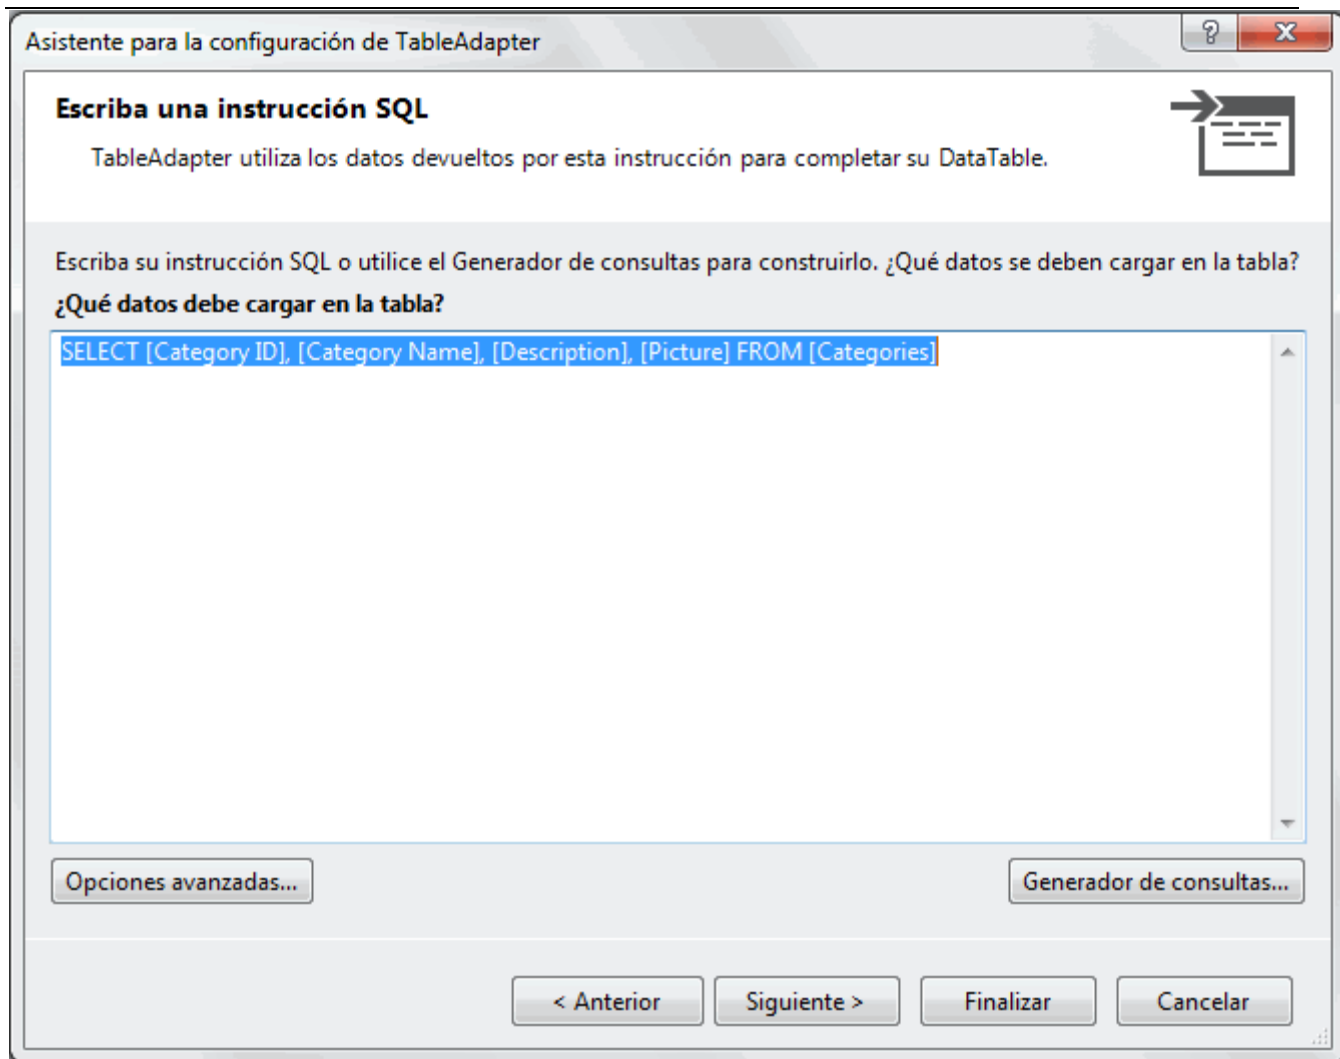 Asistente para la configuración de TableAdapter
Escriba una instrucción SQL
TableAdapter utiliza los datos devueltos por esta instrucción para completar su DataTable.
Escriba su instrucción SQL o utilice el Generador de consultas para construirlo. ¿Qué datos se deben cargar en la tabla?
¿Qué datos debe cargar en la tabla?
SELECT [Category ID], [Category Name], [Description], [Picture] FROM [Categories]
Opciones avanzadas... Generador de consultas...
< Anterior Siguiente > Finalizar Cancelar